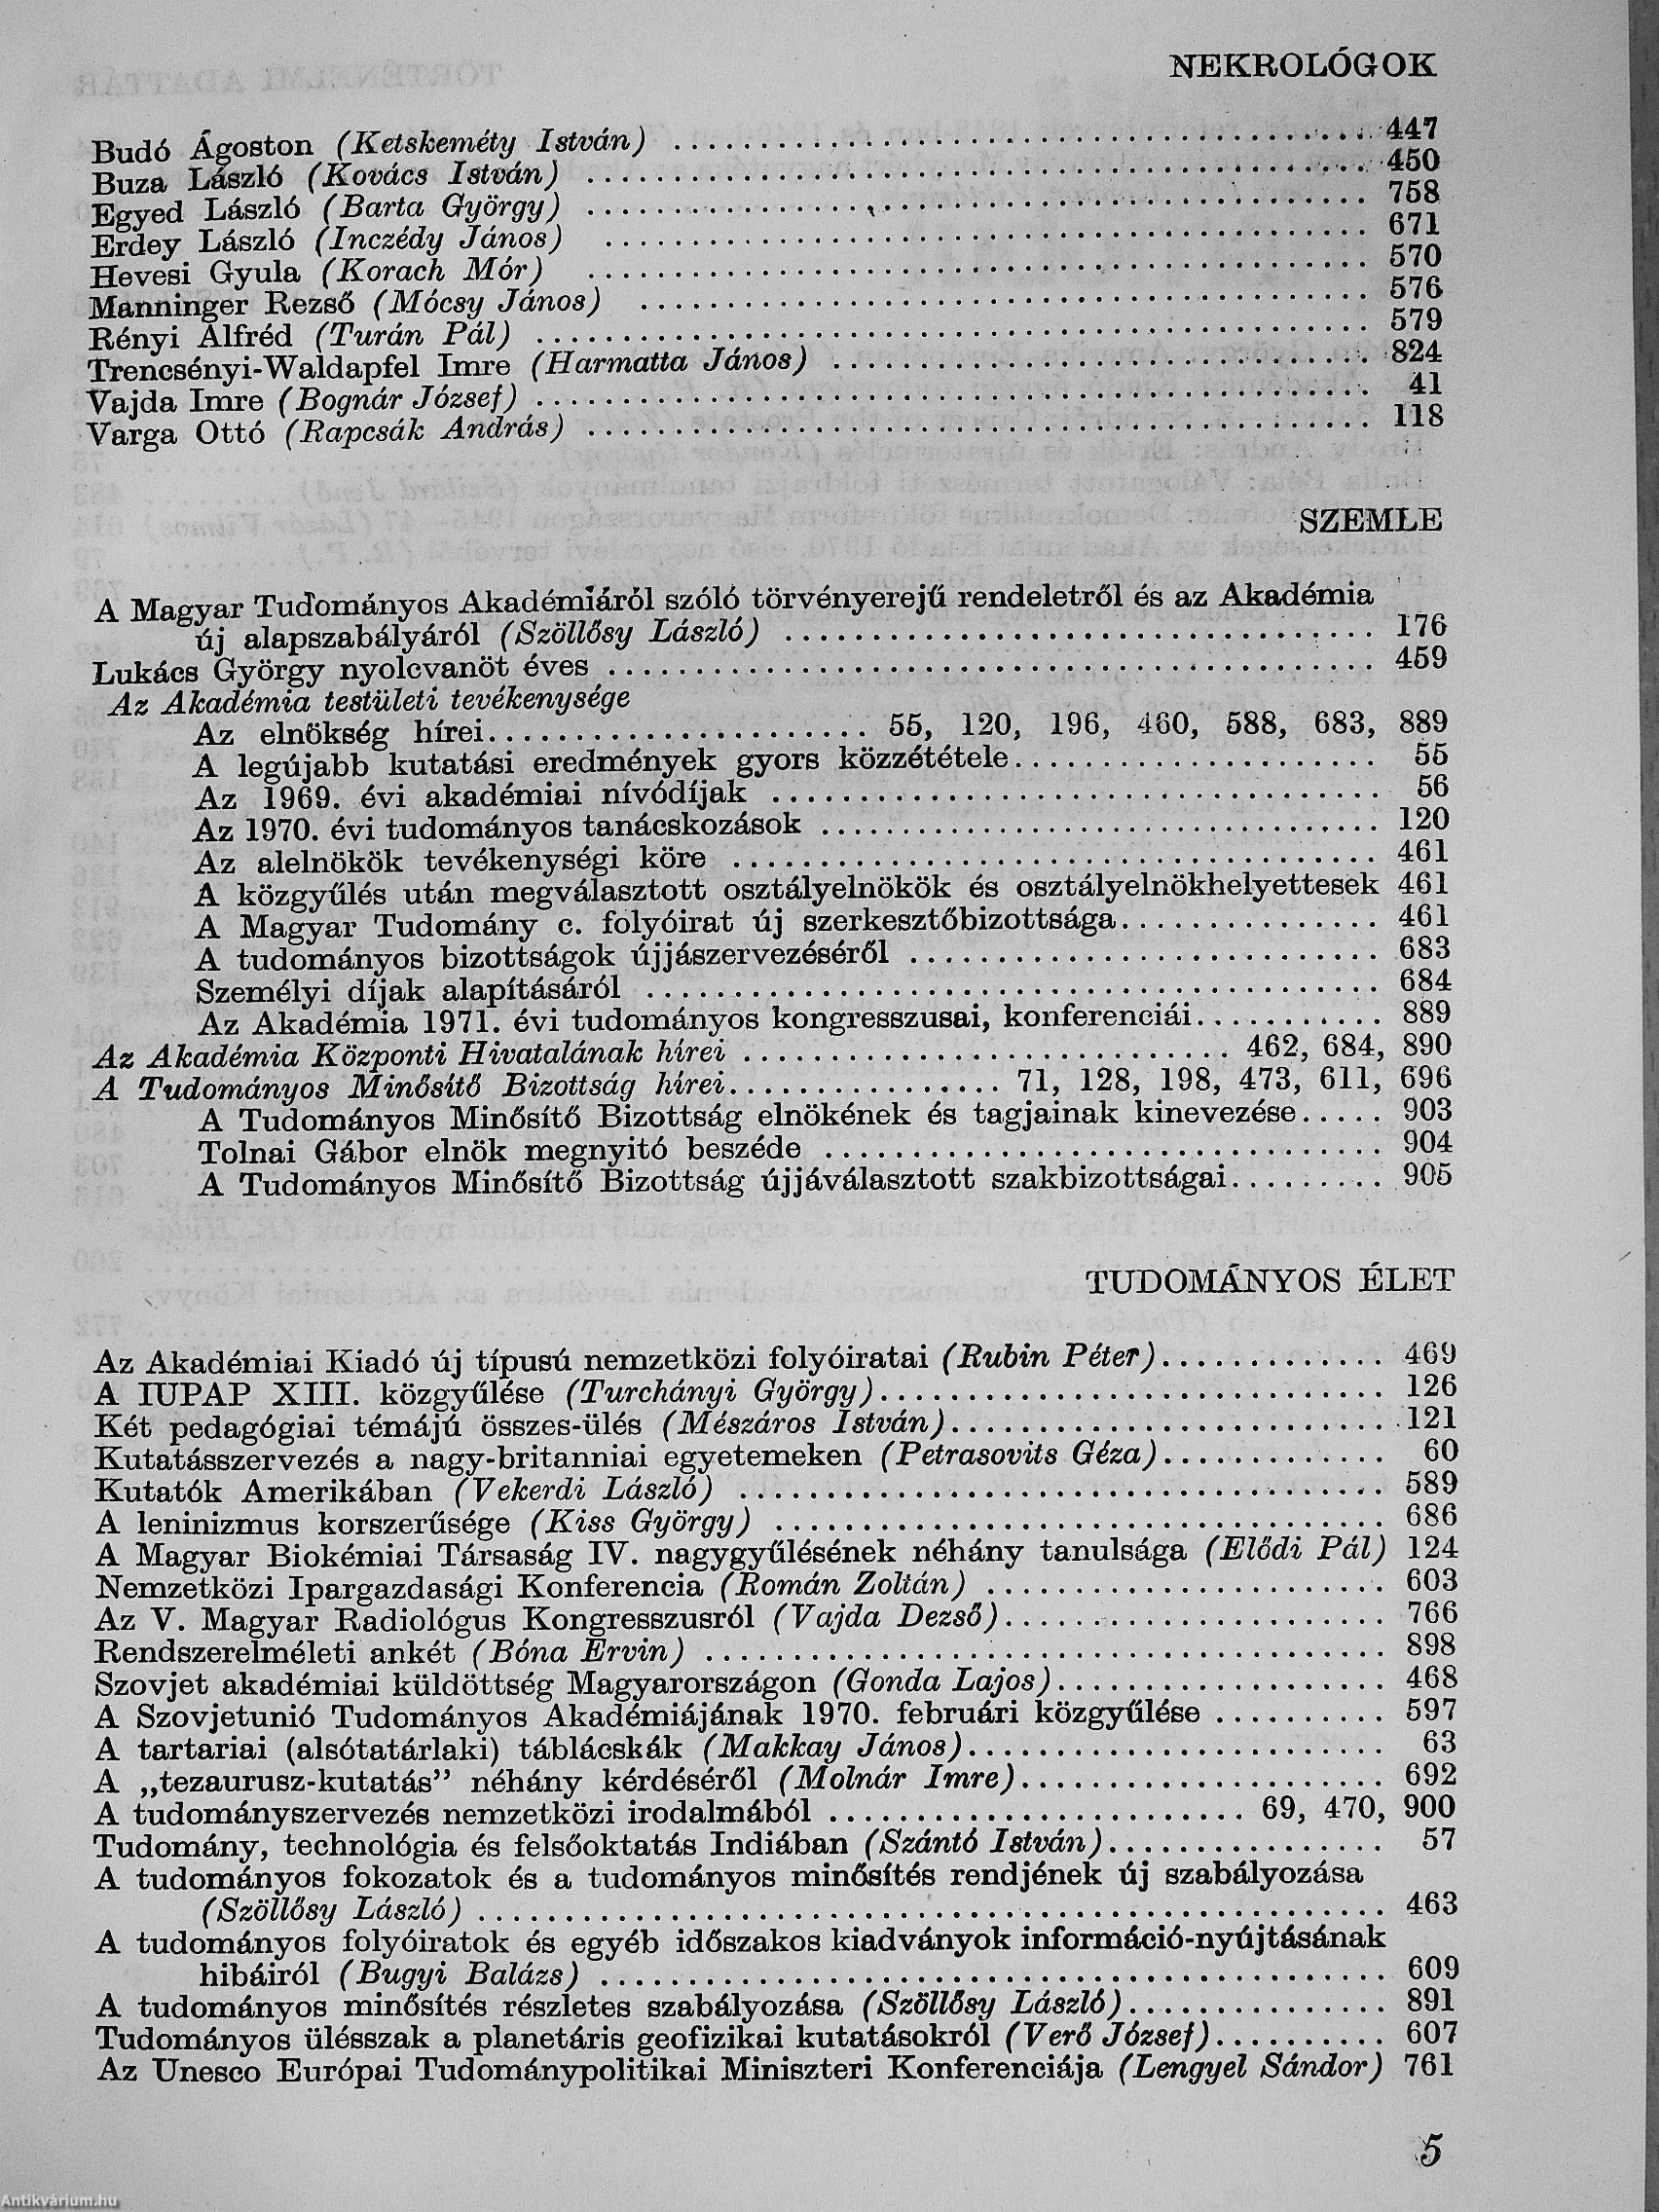 NEKROLÓGOK
Budó Ágoston (Ketskeméty István) ........ 447
Buza László (Kovács István) ........ 450
Egyed László (Barta György) ........ 758
Erdey László (Inczédy János) ........ 671
Hevesi Gyula (Korach Mór) ........ 570
Manninger Rezső (Mócsy János) ........ 576
Rényi Alfréd (Turán Pál) ........ 579
Trencsényi-Waldapfel Imre (Harmatta János) ........ 824
Vajda Imre (Bognár József) ........ 41
Varga Ottó (Rapcsák András) ........ 118
SZEMLE
A Magyar Tudományos Akadémiáról szóló törvényerejű rendeletről és az Akadémia
új alapszabályáról (Szöllősy László) ........ 176
Lukács György nyolcvanöt éves ........ 459
Az Akadémia testületi tevékenysége
Az elnökség hírei ........ 55, 120, 196, 460, 588, 683, 889
A legújabb kutatási eredmények gyors közzététele ........ 55
Az 1969. évi akadémiai nívódíjak ........ 56
Az 1970. évi tudományos tanácskozások ........ 120
Az alelnökök tevékenységi köre ........ 461
A közgyűlés után megválasztott osztályelnökök és osztályelnökhelyettesek 461
A Magyar Tudomány c. folyóirat új szerkesztőbizottsága ........ 461
A tudományos bizottságok újjászervezéséről ........ 683
Személyi díjak alapításáról ........ 684
Az Akadémia 1971. évi tudományos kongresszusai, konferenciái ........ 889
Az Akadémia Központi Hivatalának hírei ........ 462, 684, 890
A Tudományos Minősítő Bizottság hírei ........ 71, 128, 198, 473, 611, 696
A Tudományos Minősítő Bizottság elnökének és tagjainak kinevezése ..... 903
Tolnai Gábor elnök megnyitó beszéde ........ 904
A Tudományos Minősítő Bizottság újjáválasztott szakbizottságai ........ 905
TUDOMÁNYOS ÉLET
Az Akadémiai Kiadó új típusú nemzetközi folyóiratai (Rubin Péter) ........ 469
A IUPAP XIII. közgyűlése (Turchányi György) ........ 126
Két pedagógiai témájú összes-ülés (Mészáros István) ........ 121
Kutatásszervezés a nagy-britanniai egyetemeken (Petrasovits Géza) ........ 60
Kutatók Amerikában (Vekerdi László) ........ 589
A leninizmus korszerűsége (Kiss György) ........ 686
A Magyar Biokémiai Társaság IV. nagygyűlésének néhány tanulsága (Elődi Pál) 124
Nemzetközi Ipargazdasági Konferencia (Román Zoltán) ........ 603
Az V. Magyar Radiológus Kongresszusról (Vajda Dezső) ........ 766
Rendszerelméleti ankét (Bóna Ervin) ........ 898
Szovjet akadémiai küldöttség Magyarországon (Gonda Lajos) ........ 468
A Szovjetunió Tudományos Akadémiájának 1970. februári közgyűlése ........ 597
A tartariai (alsótatárlaki) táblácskák (Makkay János) ........ 63
A „tezaurusz-kutatás” néhány kérdéséről (Molnár Imre) ........ 692
A tudományszervezés nemzetközi irodalmából ........ 69, 470, 900
Tudomány, technológia és felsőoktatás Indiában (Szántó István) ........ 57
A tudományos fokozatok és a tudományos minősítés rendjének új szabályozása
(Szöllősy László) ........ 463
A tudományos folyóiratok és egyéb időszakos kiadványok információ-nyújtásának
hibáiról (Bugyi Balázs) ........ 609
A tudományos minősítés részletes szabályozása (Szöllősy László) ........ 891
Tudományos ülésszak a planetáris geofizikai kutatásokról (Verő József) ........ 607
Az Unesco Európai Tudománypolitikai Miniszteri Konferenciája (Lengyel Sándor) 761
5
Antikvárium.hu